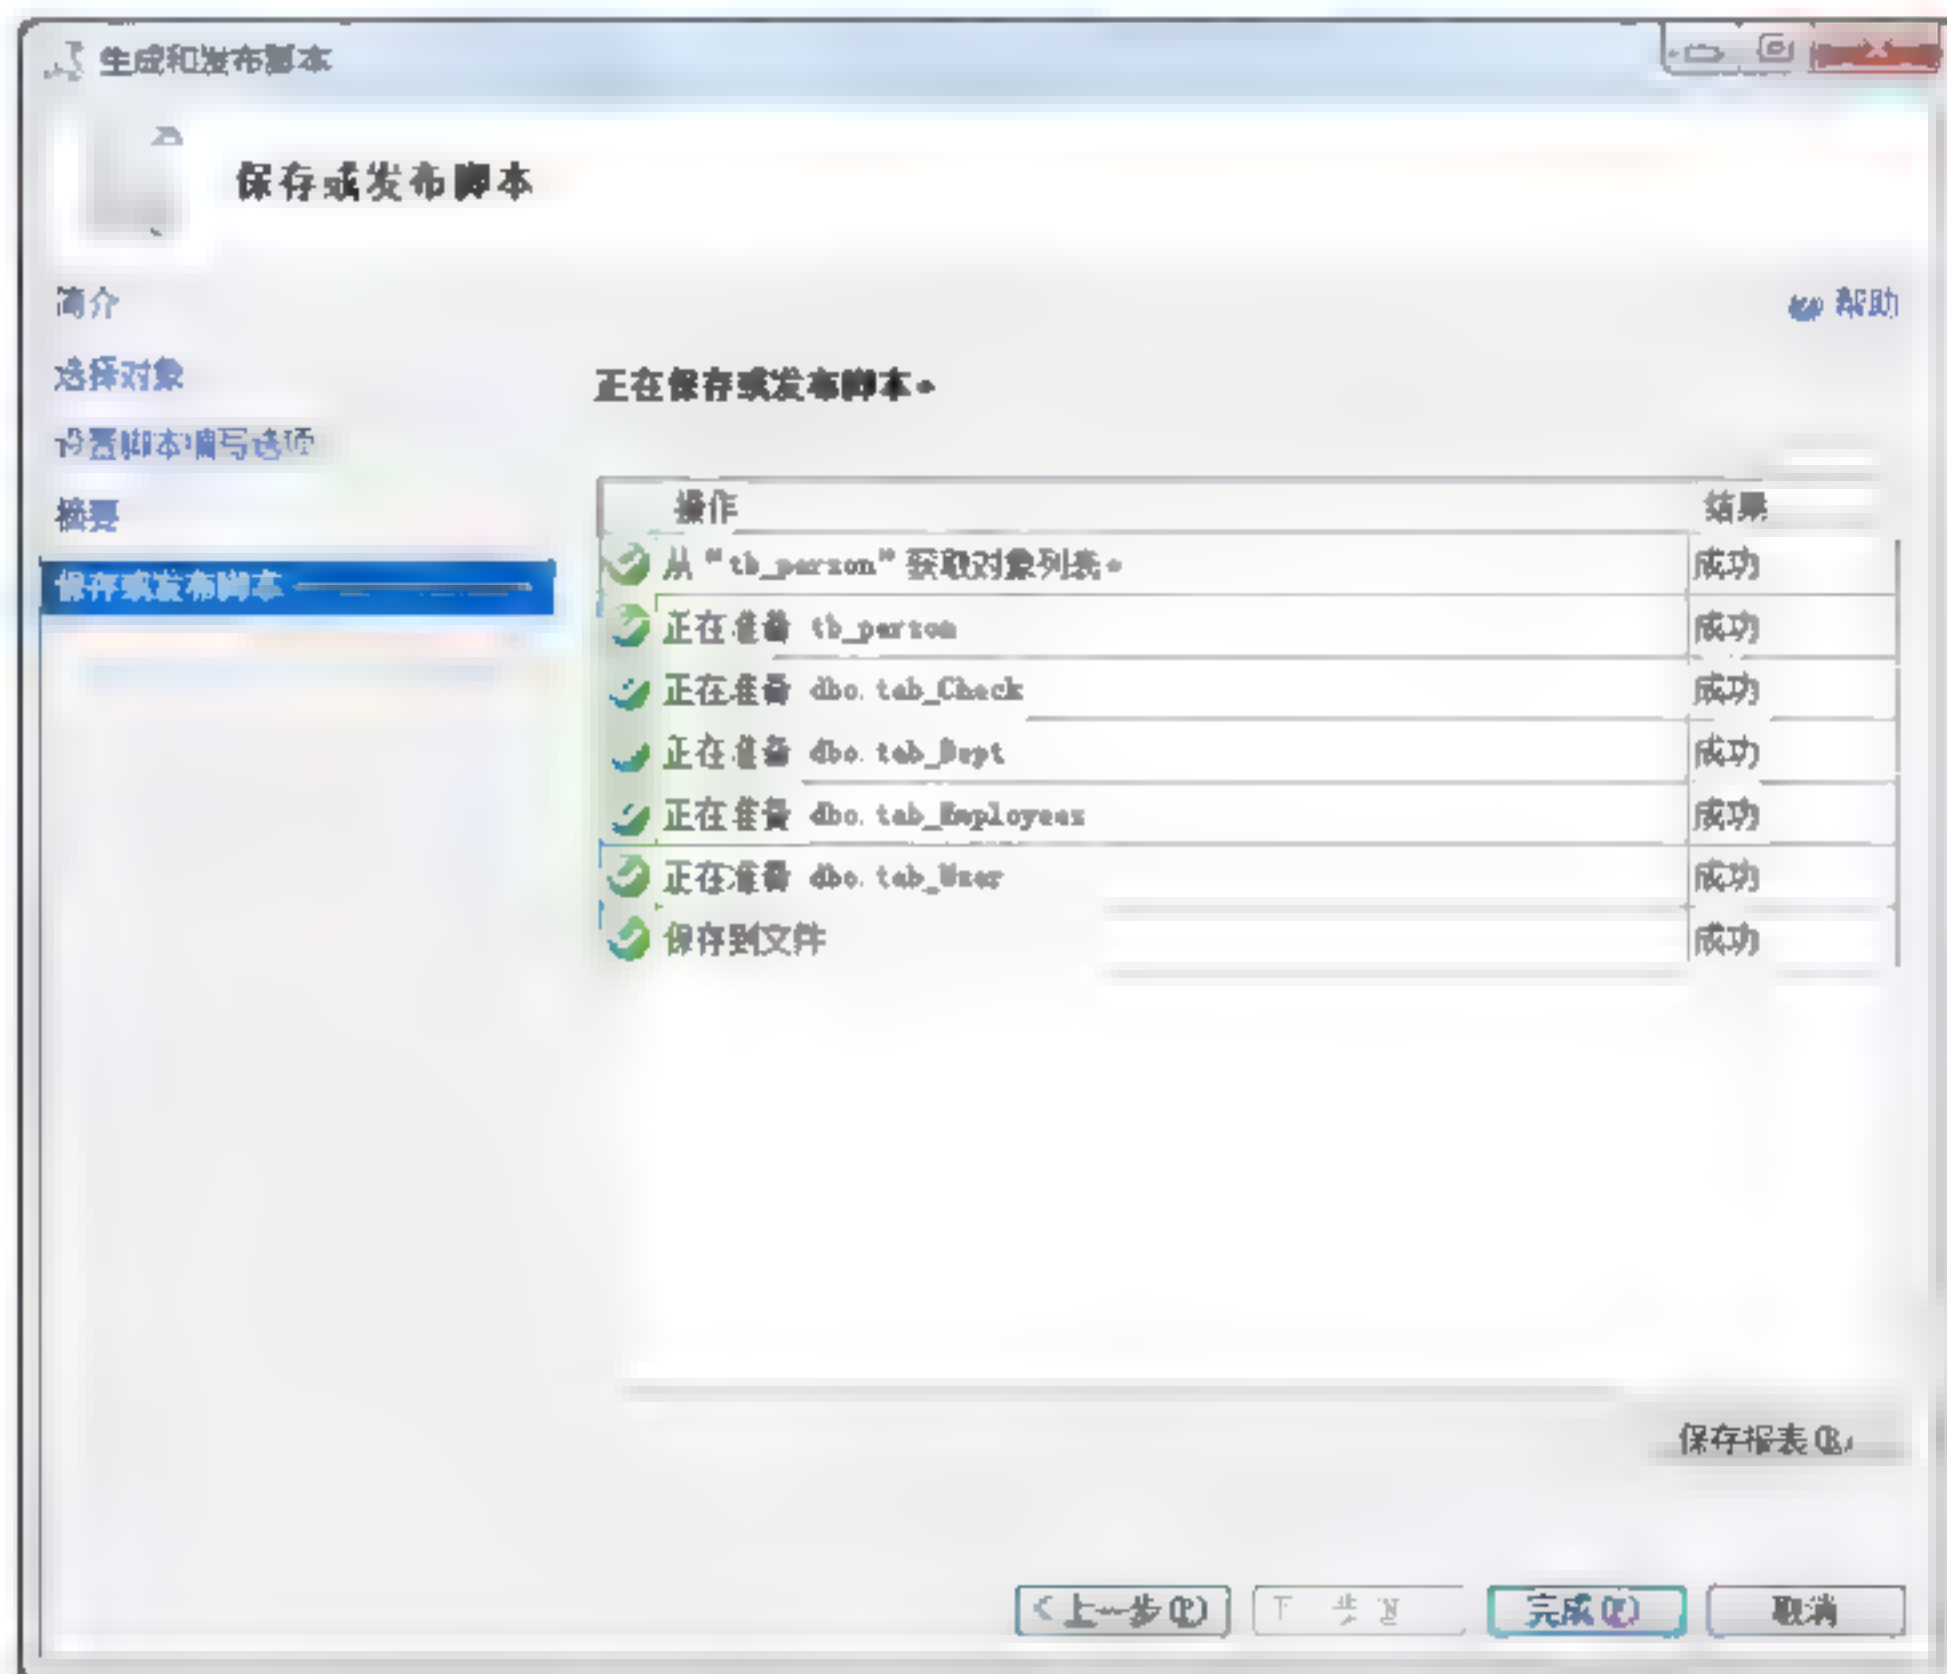 生成和发布脚本
保存或发布脚本
简介
帮助
选择对象
正在保存或发布脚本。
设置脚本编写选项
摘要
操作 结果
保存或发布脚本
从“tb_person”获取对象列表。 成功
正在准备 tb_person 成功
正在准备 dbo.tab_Check 成功
正在准备 dbo.tab_Dept 成功
正在准备 dbo.tab_Employees 成功
正在准备 dbo.tab_User 成功
保存到文件 成功
保存报表(R)
< 上一步(P) 下一步(N) 完成(F) 取消